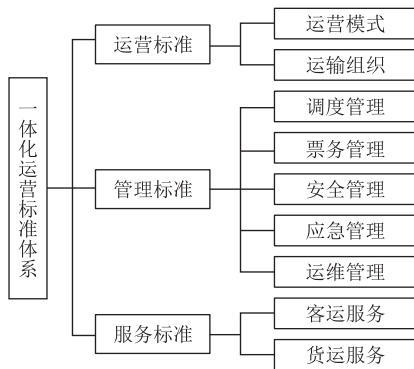 一体化运营标准体系
运营标准
运营模式
运输组织
管理标准
调度管理
票务管理
安全管理
应急管理
运维管理
服务标准
客运服务
货运服务